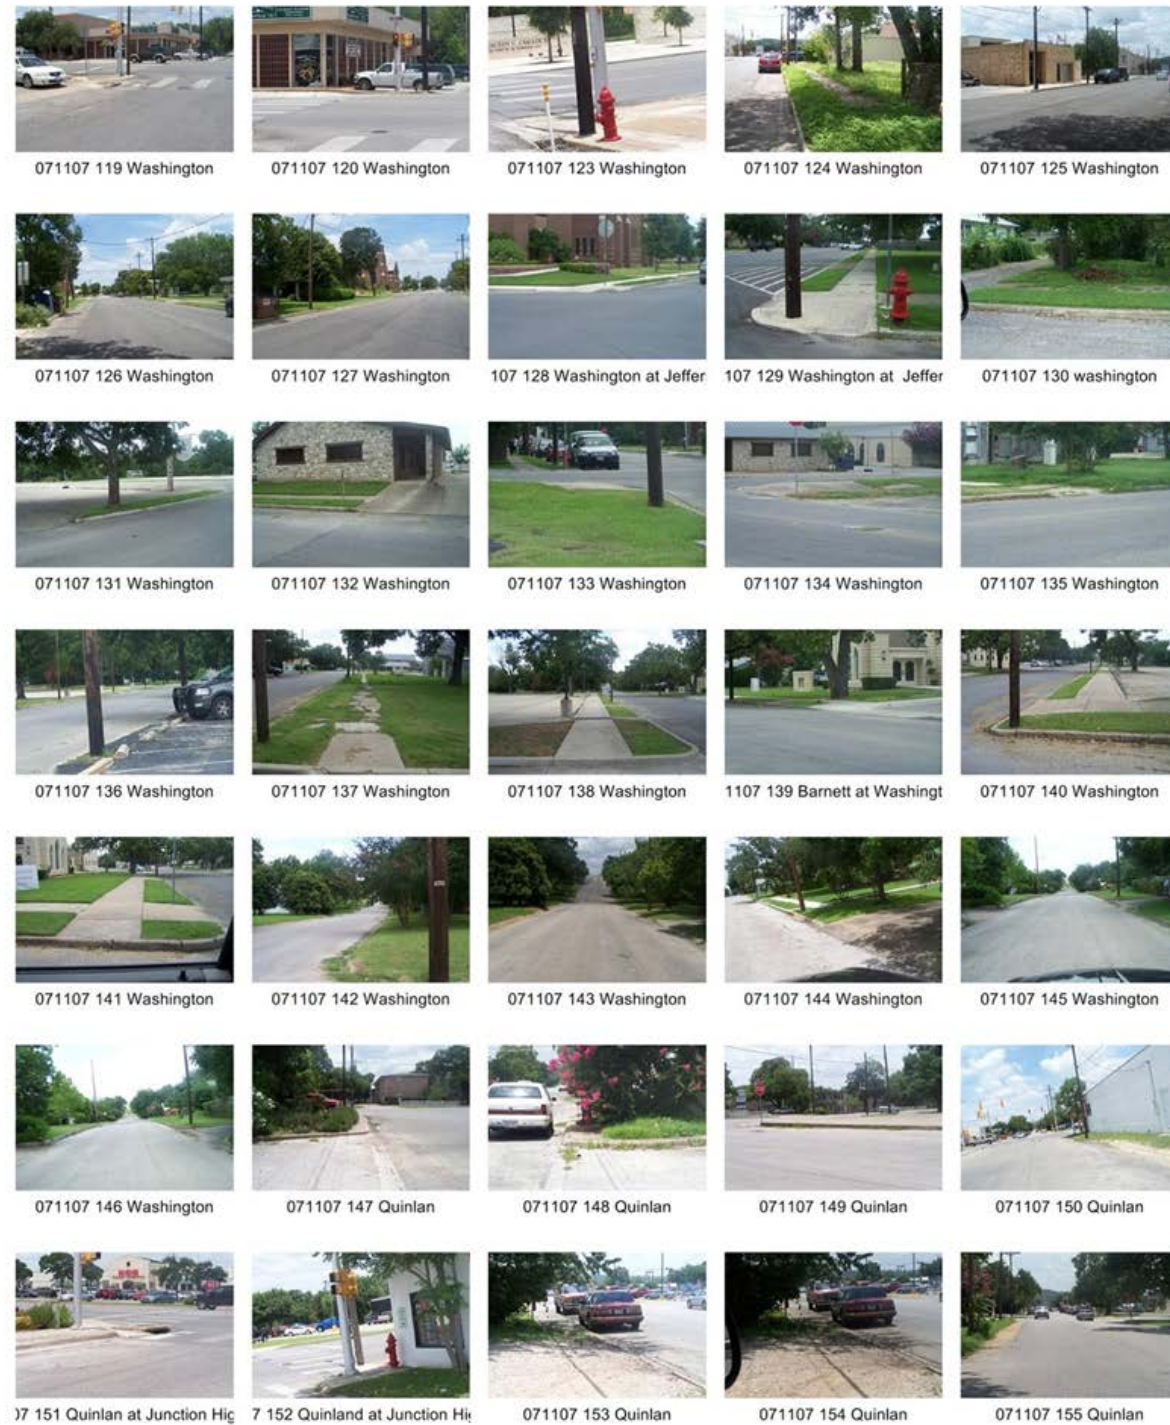 071107 119 Washington
071107 120 Washington
071107 123 Washington
071107 124 Washington
071107 125 Washington
071107 126 Washington
071107 127 Washington
107 128 Washington at Jeffer
107 129 Washington at Jeffer
071107 130 washington
071107 131 Washington
071107 132 Washington
071107 133 Washington
071107 134 Washington
071107 135 Washington
071107 136 Washington
071107 137 Washington
071107 138 Washington
1107 139 Barnett at Washingt
071107 140 Washington
071107 141 Washington
071107 142 Washington
071107 143 Washington
071107 144 Washington
071107 145 Washington
071107 146 Washington
071107 147 Quinlan
071107 148 Quinlan
071107 149 Quinlan
071107 150 Quinlan
07 151 Quinlan at Junction Hig
7 152 Quinland at Junction Hi
071107 153 Quinlan
071107 154 Quinlan
071107 155 Quinlan